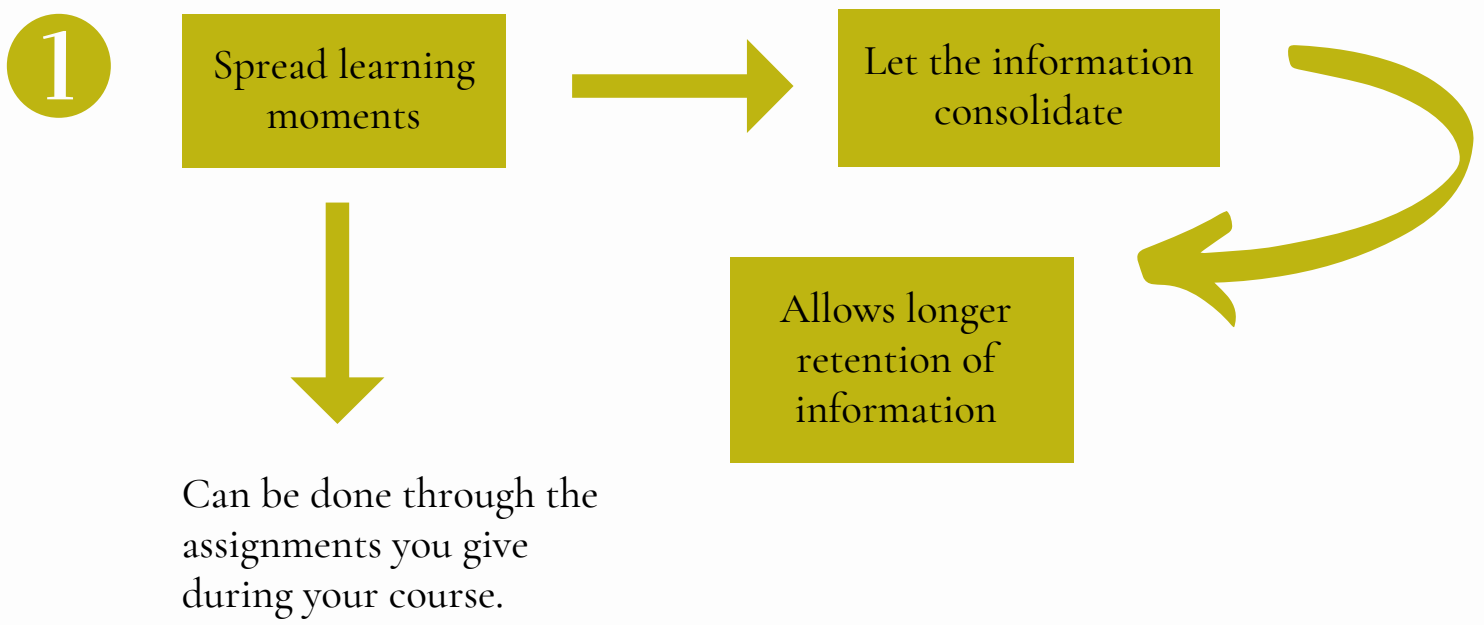 1
Spread learning
moments
Let the information
consolidate
Allows longer
retention of
information
Can be done through the
assignments you give
during your course.